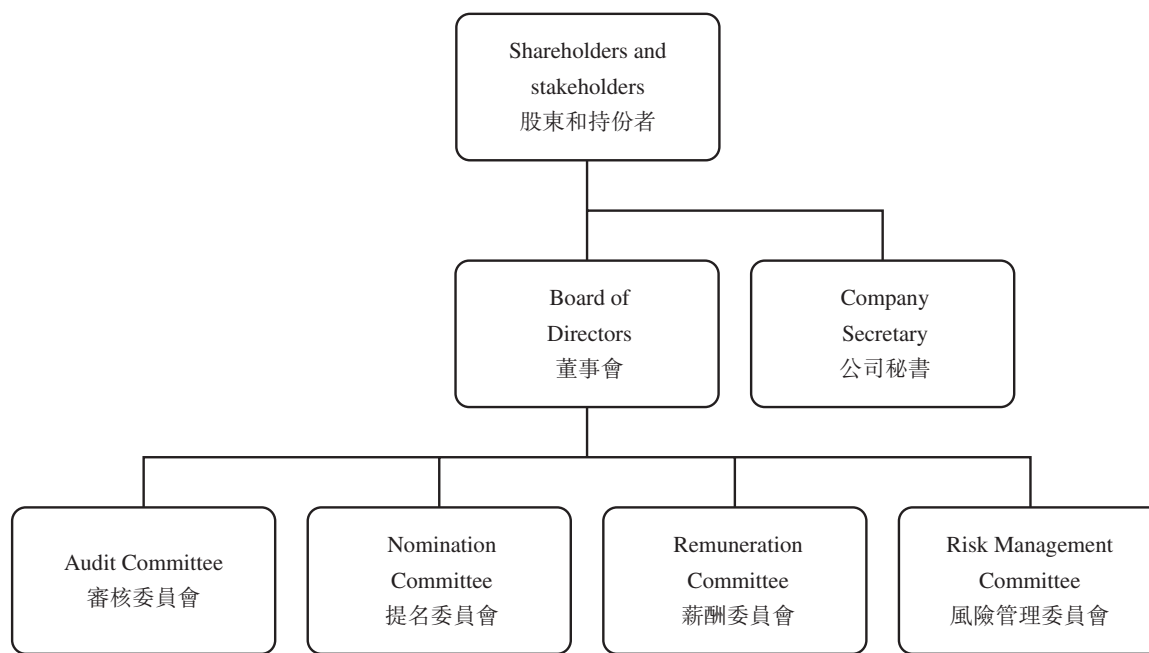 Shareholders and
stakeholders
股東和持份者
Board of
Directors
董事會
Company
Secretary
公司秘書
Audit Committee
審核委員會
Nomination
Committee
提名委員會
Remuneration
Committee
薪酬委員會
Risk Management
Committee
風險管理委員會